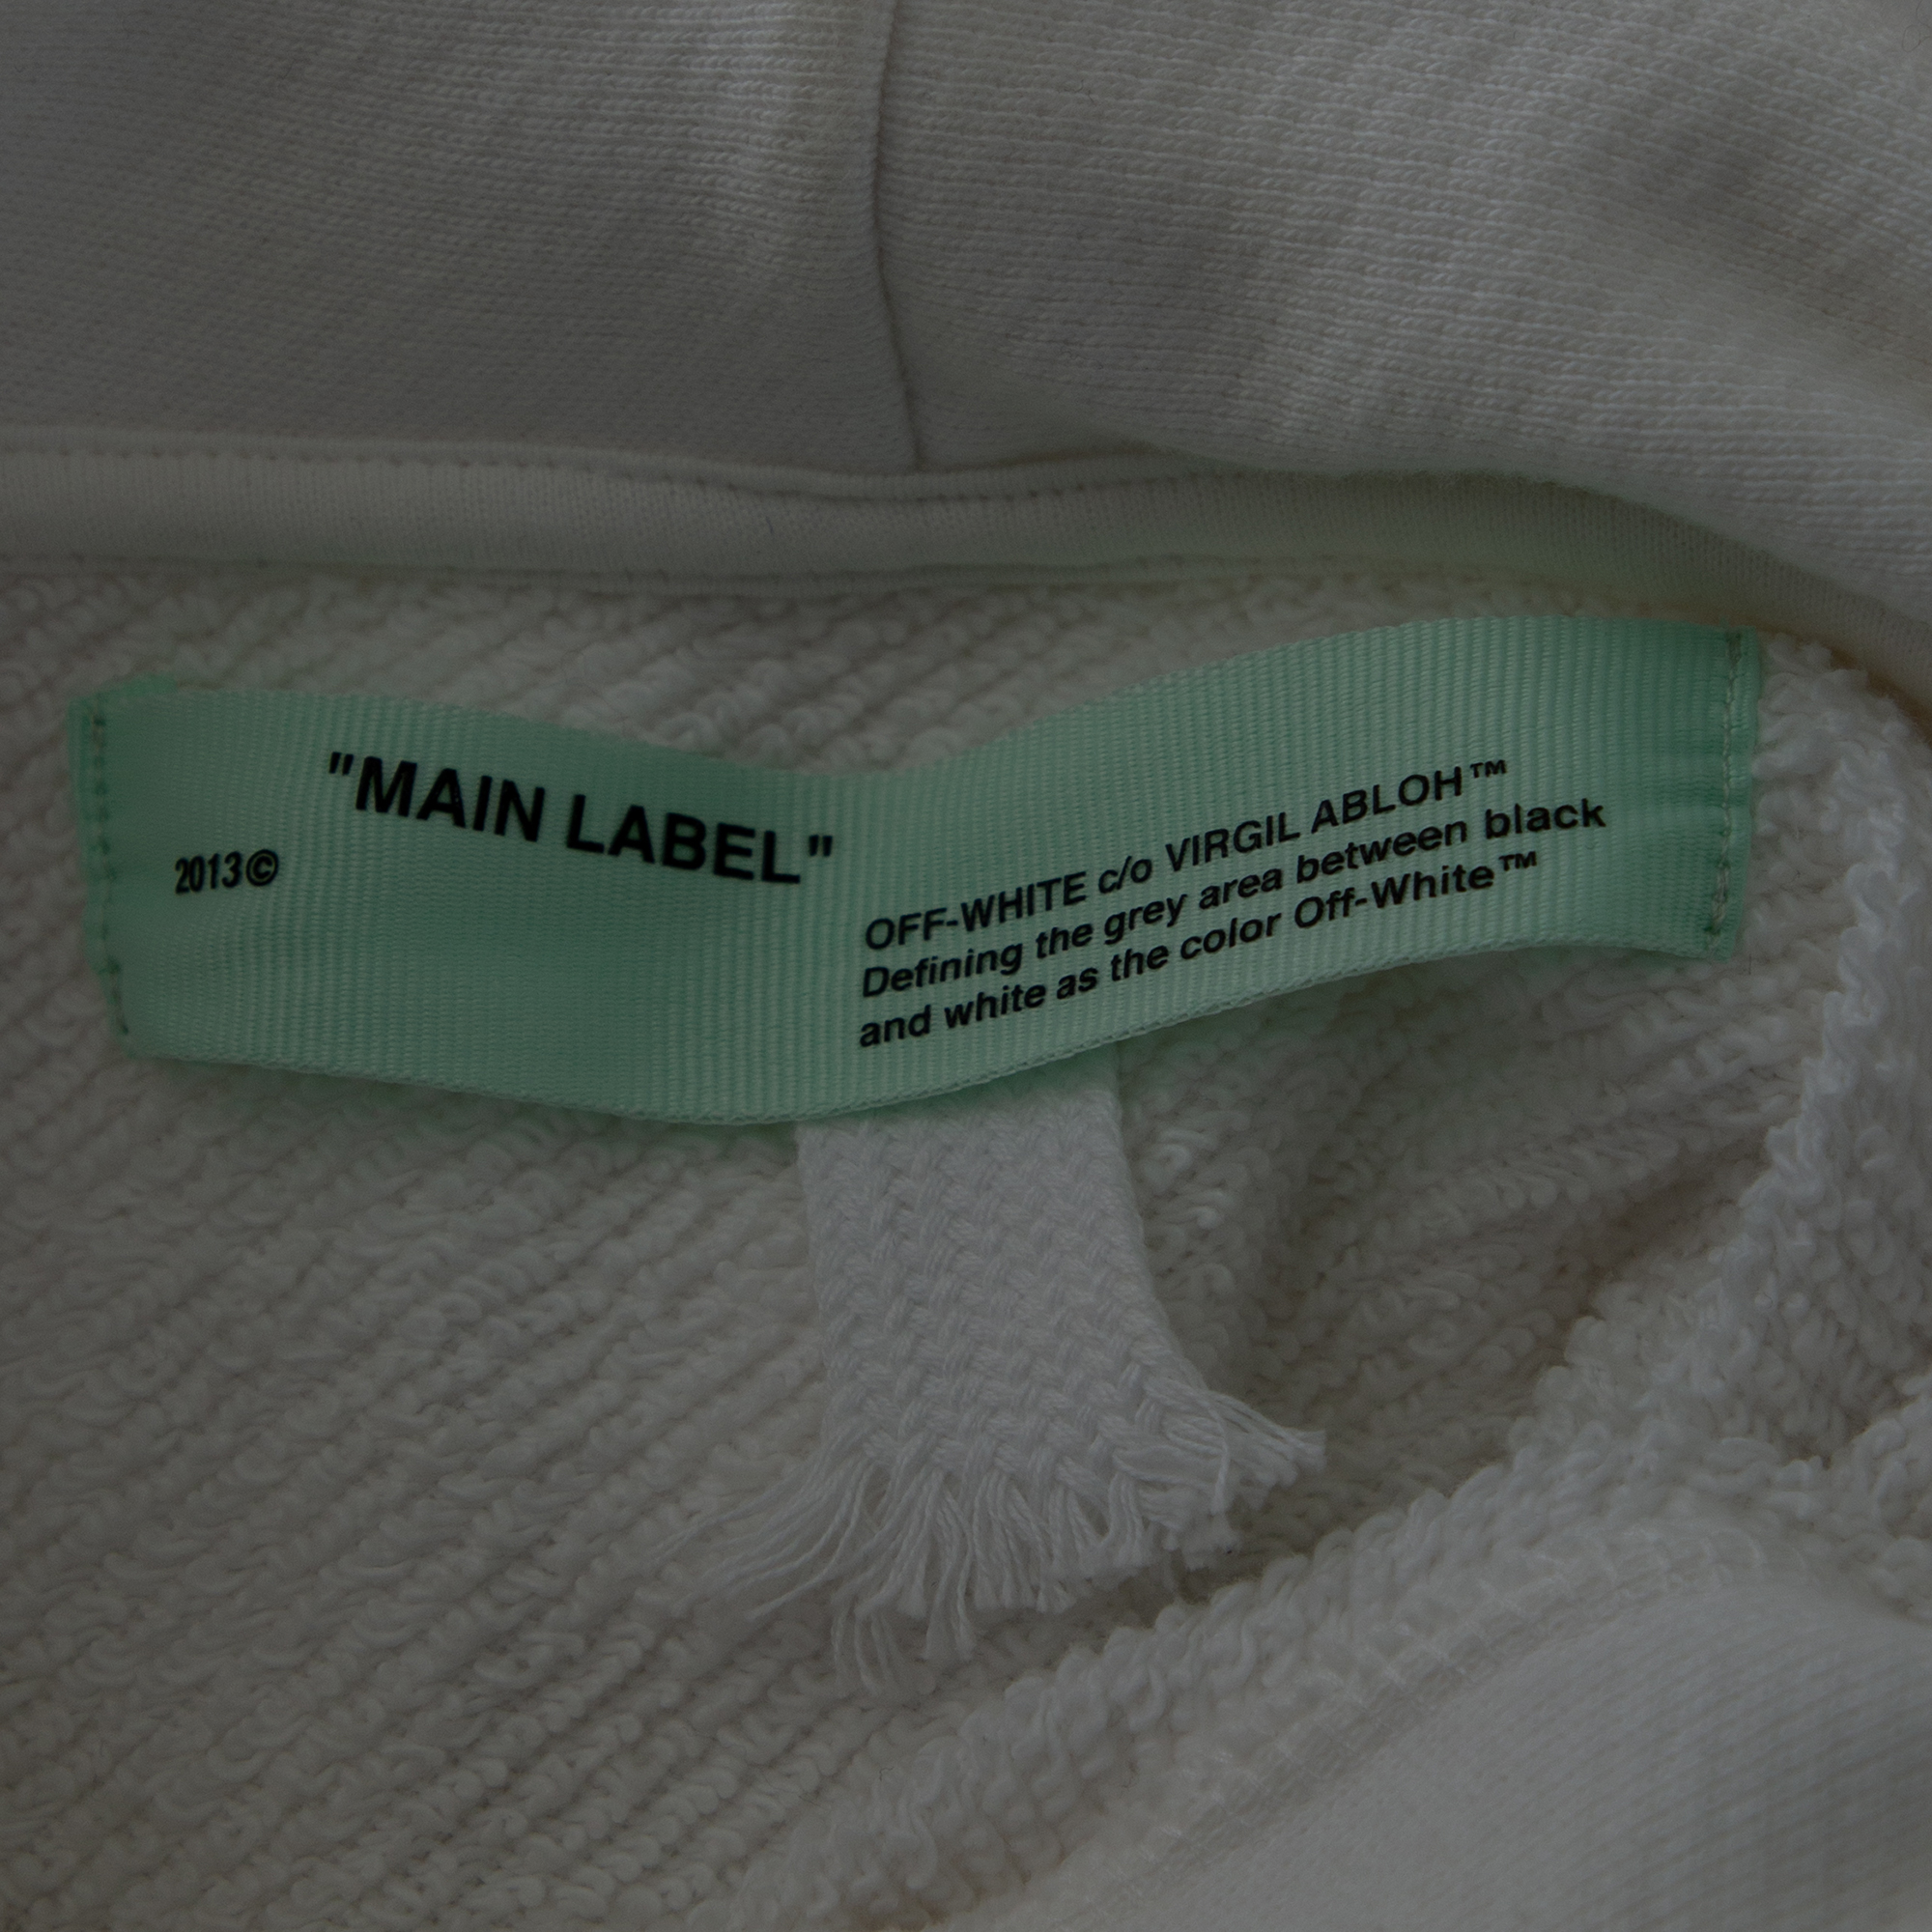 "MAIN LABEL"
2013©
OFF-WHITE c/o VIRGIL ABLOH™
Defining the grey area between black
and white as the color Off-White™